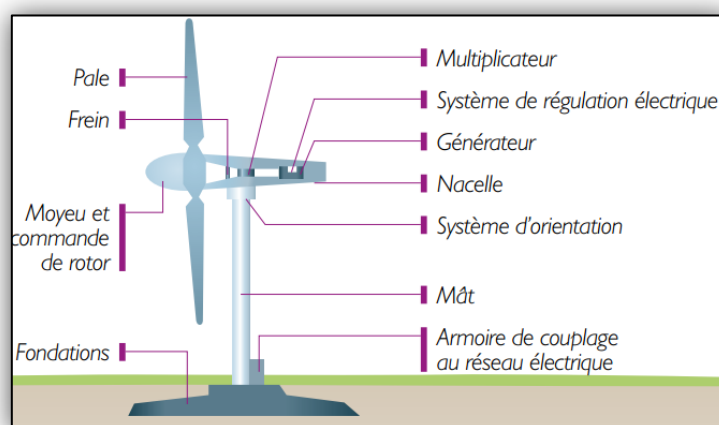 Pale
Frein
Moyeu et
commande
de rotor
Fondations
Multiplicateur
Système de régulation électrique
Générateur
Nacelle
Système d'orientation
Mât
Armoire de couplage
au réseau électrique